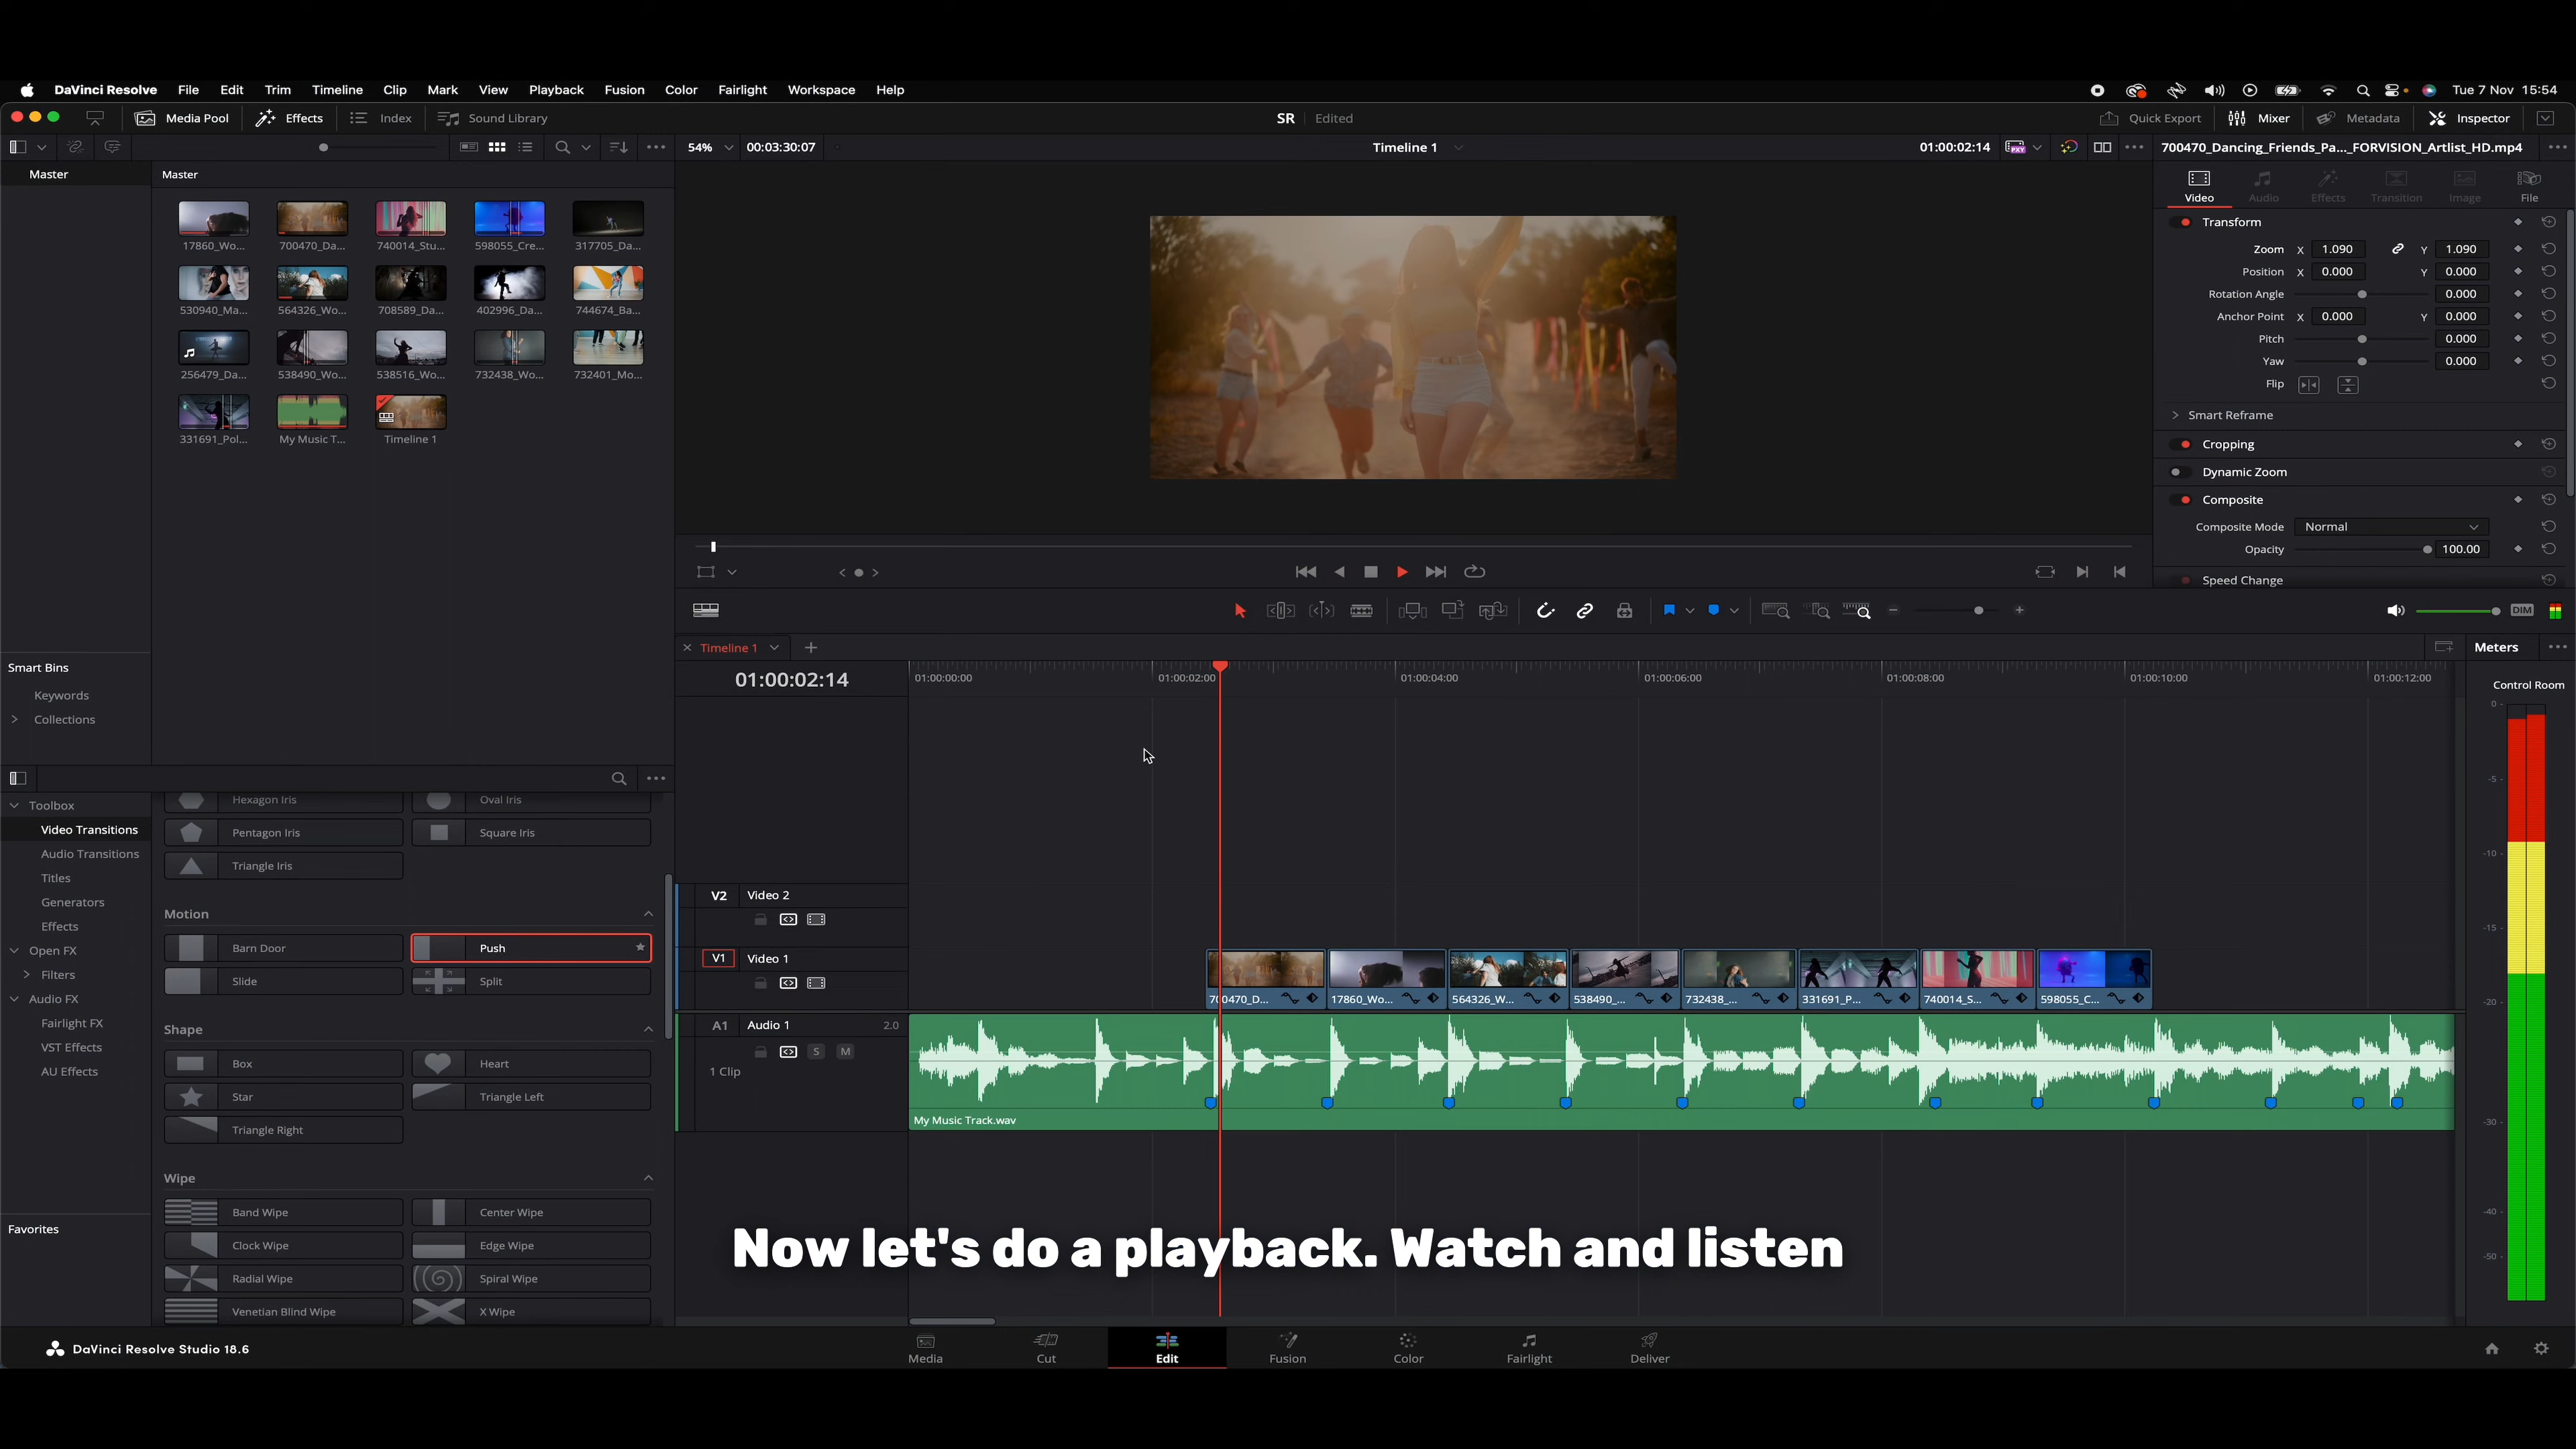 DaVinci Resolve File Edit Trim Timeline Clip Mark View Playback Fusion Color Fairlight Workspace Help Tue 7 Nov 15:54
Media Pool Effects Index Sound Library SR Edited Quick Export Mixer Metadata Inspector
54% 00:03:30:07 Timeline 1 01:00:02:14 700470_Dancing_Friends_Pa..._FORVISION_Artlist_HD.mp4
Master
Master
17860_Wo... 700470_Da... 740014_Stu... 598055_Cre... 317705_Da...
530940_Ma... 564326_Wo... 708589_Da... 402996_Da... 744674_Ba...
256479_Da... 538490_Wo... 538516_Wo... 732438_Wo... 732401_Mo...
331691_Pol... My Music T... Timeline 1
Video Audio Effects Transition Image File
Transform
Zoom X 1.090 Y 1.090
Position X 0.000 Y 0.000
Rotation Angle 0.000
Anchor Point X 0.000 Y 0.000
Pitch 0.000
Yaw 0.000
Flip
Smart Reframe
Cropping
Dynamic Zoom
Composite
Composite Mode Normal
Opacity 100.00
Speed Change
DIM
Smart Bins
Keywords
Collections
Timeline 1
Meters
01:00:02:14
01:00:00:00 01:00:02:00 01:00:04:00 01:00:06:00 01:00:08:00 01:00:10:00 01:00:12:00
Control Room
0
-5
-10
-15
-20
-30
-40
-50
Toolbox
Video Transitions
Audio Transitions
Titles
Generators
Effects
Open FX
Filters
Audio FX
Fairlight FX
VST Effects
AU Effects
Favorites
Hexagon Iris Oval Iris
Pentagon Iris Square Iris
Triangle Iris
Motion
Barn Door Push
Slide Split
Shape
Box Heart
Star Triangle Left
Triangle Right
Wipe
Band Wipe Center Wipe
Clock Wipe Edge Wipe
Radial Wipe Spiral Wipe
Venetian Blind Wipe X Wipe
V2 Video 2
V1 Video 1
700470_D... 17860_Wo... 564326_W... 538490_... 732438_... 331691_P... 740014_S... 598055_C...
A1 Audio 1 2.0
S M
1 Clip
My Music Track.wav
Now let's do a playback. Watch and listen
DaVinci Resolve Studio 18.6
Media Cut Edit Fusion Color Fairlight Deliver